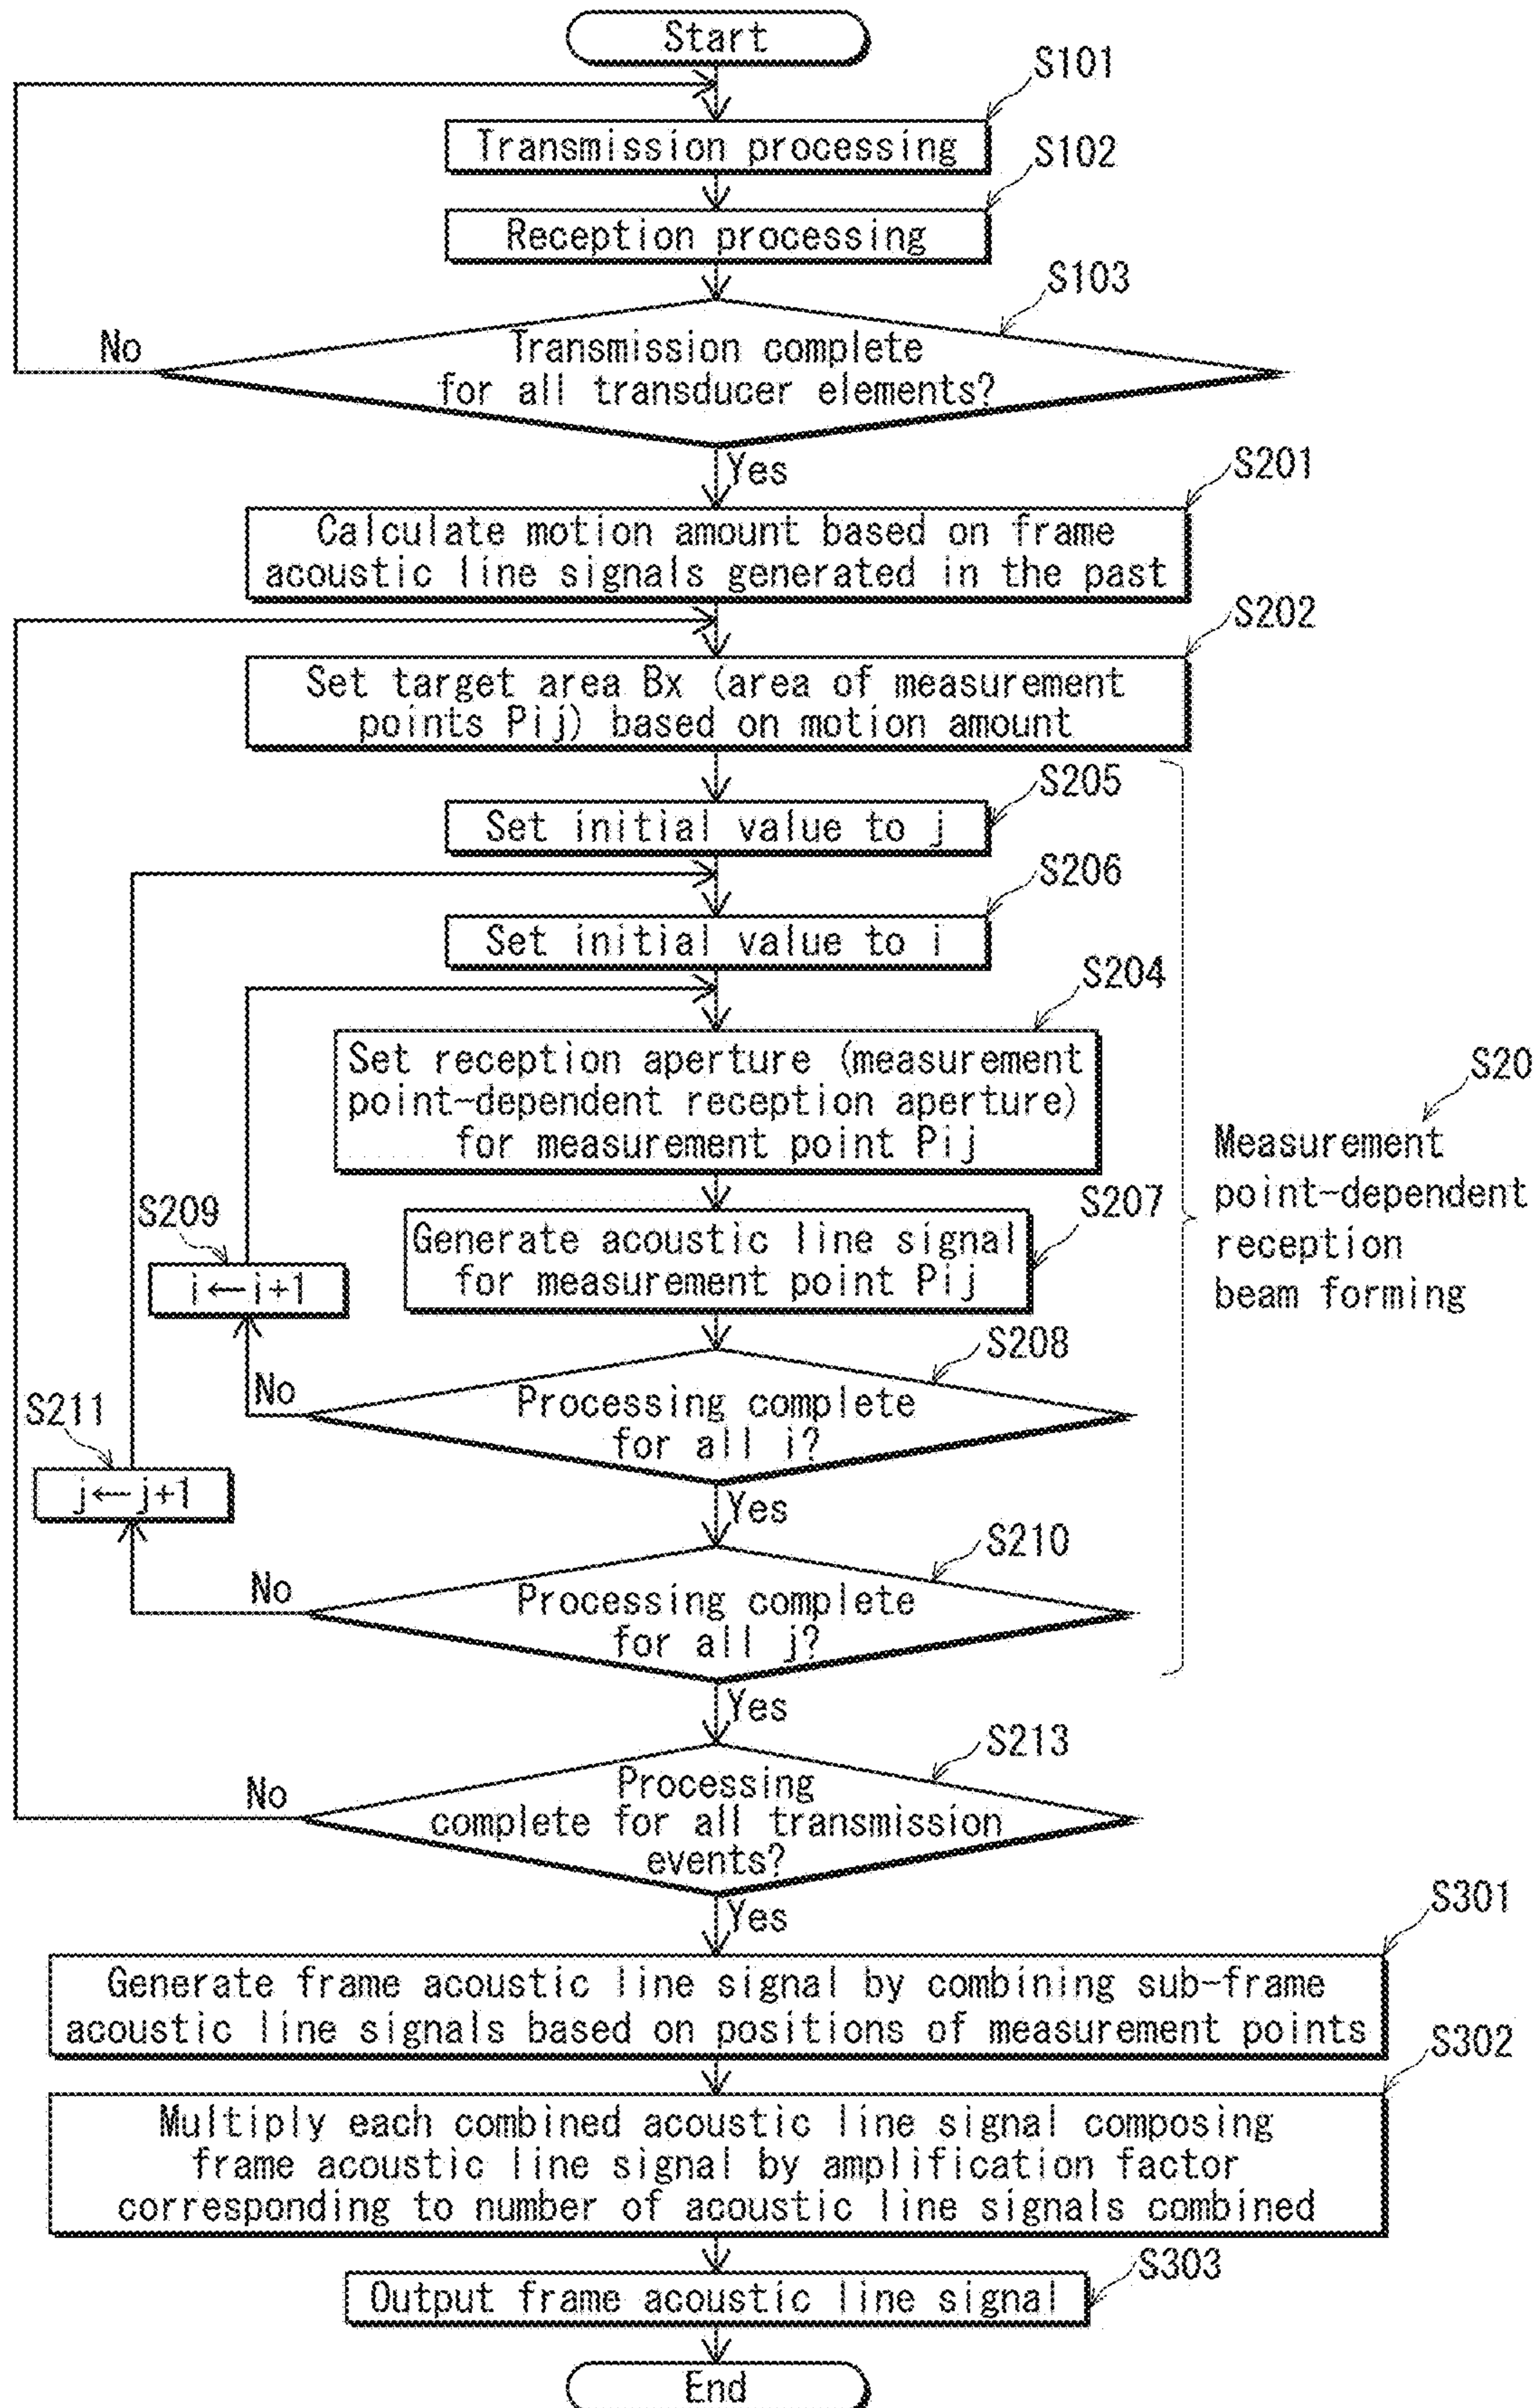 Start
S101
Transmission processing
S102
Reception processing
S103
Transmission complete
for all transducer elements?
No
Yes
S201
Calculate motion amount based on frame
acoustic line signals generated in the past
S202
Set target area Bx (area of measurement
points Pij) based on motion amount
S205
Set initial value to j
S206
Set initial value to i
S204
Set reception aperture (measurement
point-dependent reception aperture)
for measurement point Pij
S20
Measurement
point-dependent
reception
beam forming
S207
Generate acoustic line signal
for measurement point Pij
S209
i←i+1
S208
Processing complete
for all i?
No
Yes
S211
j←j+1
S210
Processing complete
for all j?
No
Yes
S213
Processing
complete for all transmission
events?
No
Yes
S301
Generate frame acoustic line signal by combining sub-frame
acoustic line signals based on positions of measurement points
S302
Multiply each combined acoustic line signal composing
frame acoustic line signal by amplification factor
corresponding to number of acoustic line signals combined
S303
Output frame acoustic line signal
End